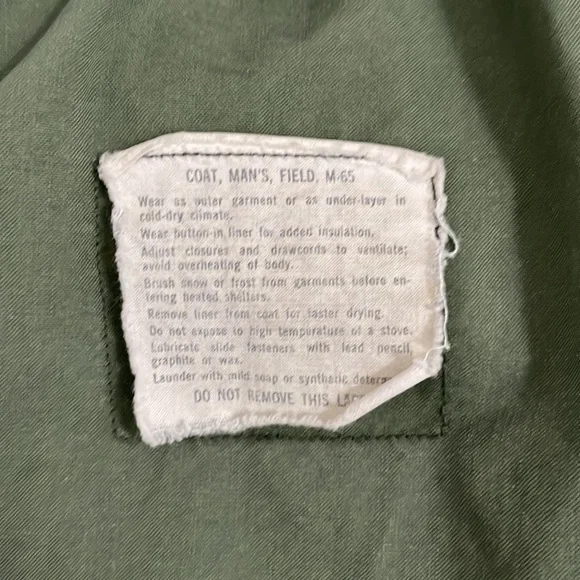 COAT, MAN'S, FIELD, M-65
Wear as outer garment or as under-layer in
cold-dry climate.
Wear button-in liner for added insulation.
Adjust closures and drawcords to ventilate;
avoid overheating of body.
Brush snow or frost from garments before en-
tering heated shelters.
Remove liner from coat for faster drying.
Do not expose to high temperature of a stove.
Lubricate slide fasteners with lead pencil,
graphite or wax.
Launder with mild soap or synthetic deterg
DO NOT REMOVE THIS LA